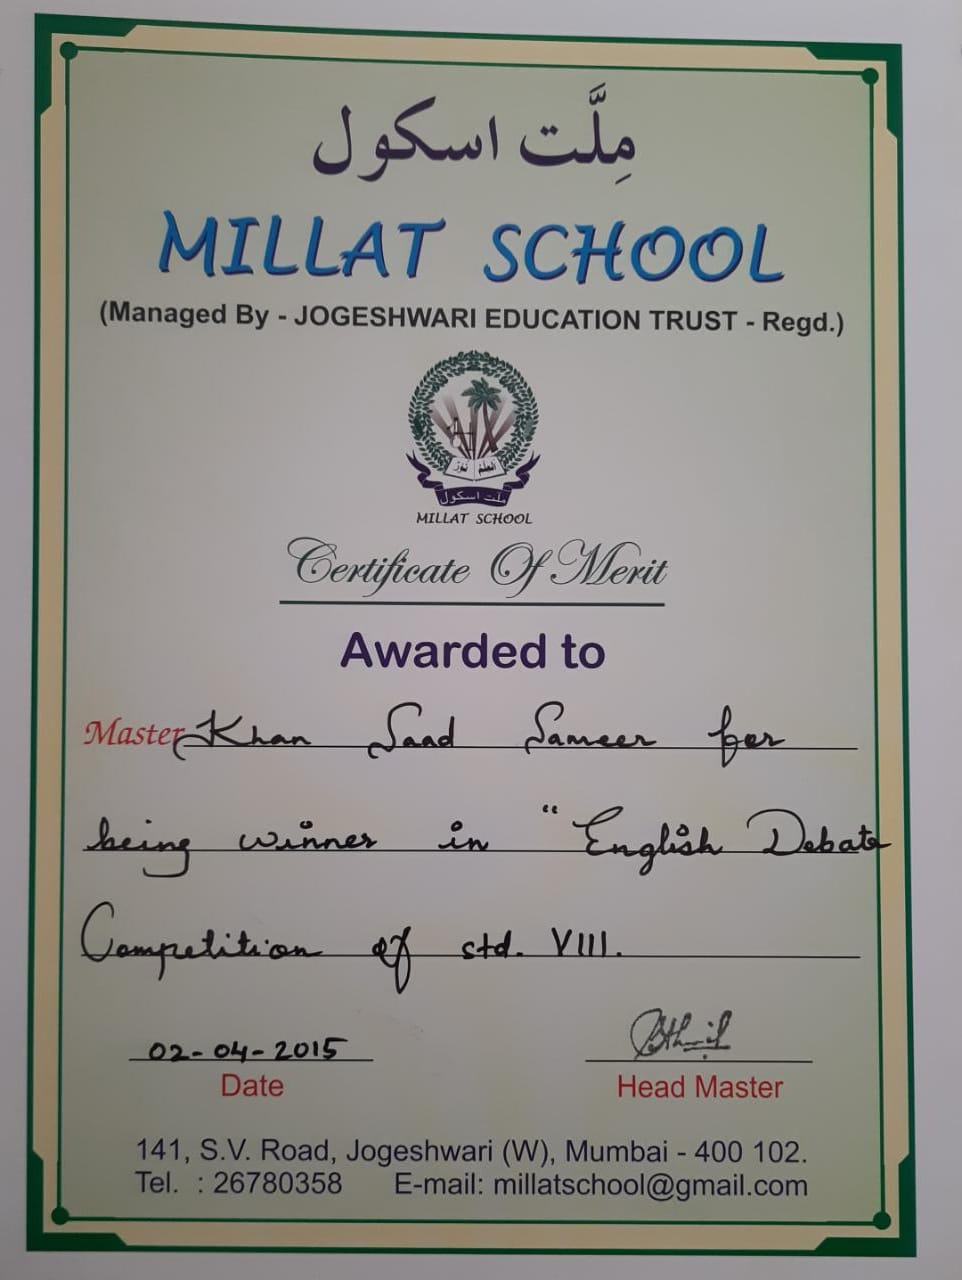 مِلَّت اسکول
MILLAT SCHOOL
(Managed By - JOGESHWARI EDUCATION TRUST - Regd.)
العلم نور
ملت اسکول
MILLAT SCHOOL
Certificate Of Merit
Awarded to
Master Khan Saad Sameer for
being winner in "English Debate
Competition of std. VIII.
02-04-2015
Date
Head Master
141, S.V. Road, Jogeshwari (W), Mumbai - 400 102.
Tel. : 26780358 E-mail: millatschool@gmail.com